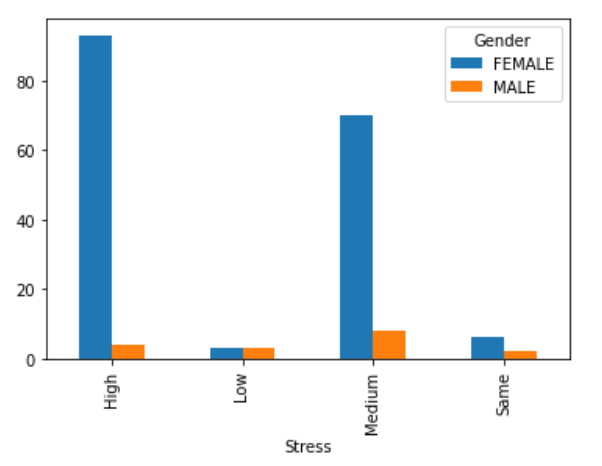 Gender
FEMALE
MALE
80
60
40
20
0
High
Low
Medium
Same
Stress